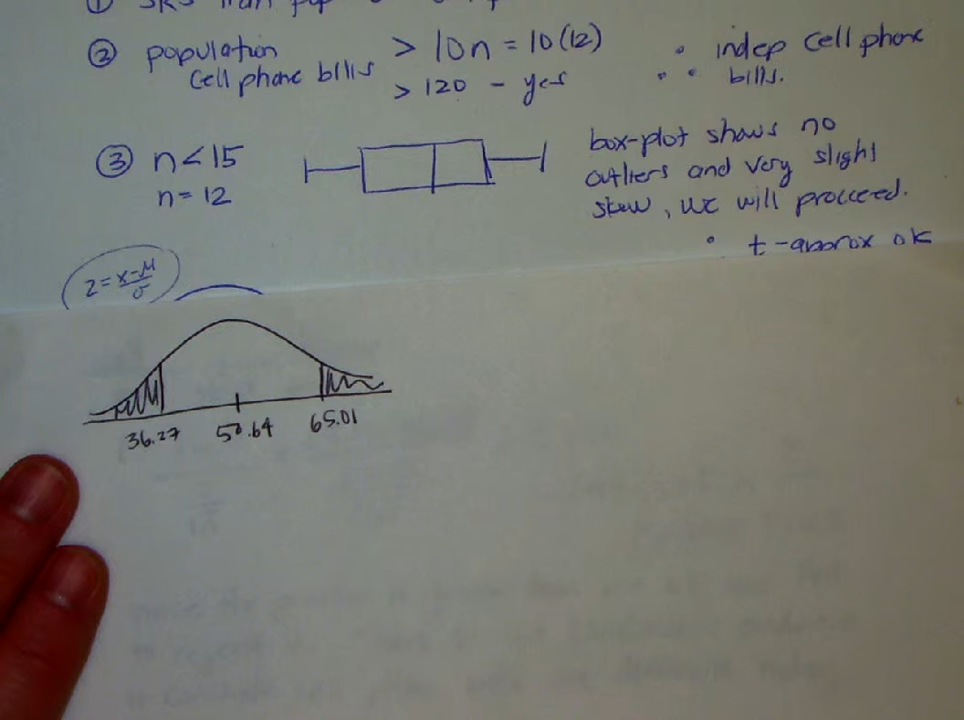 ② population > 10n = 10(12) ∴ indep cell phone
cell phone bills > 120 - yes bills.
③ n < 15 box-plot shows no
n = 12 outliers and very slight
skew, we will procceed.
• t-approx ok
z = x-μ/σ
36.27 50.64 65.01